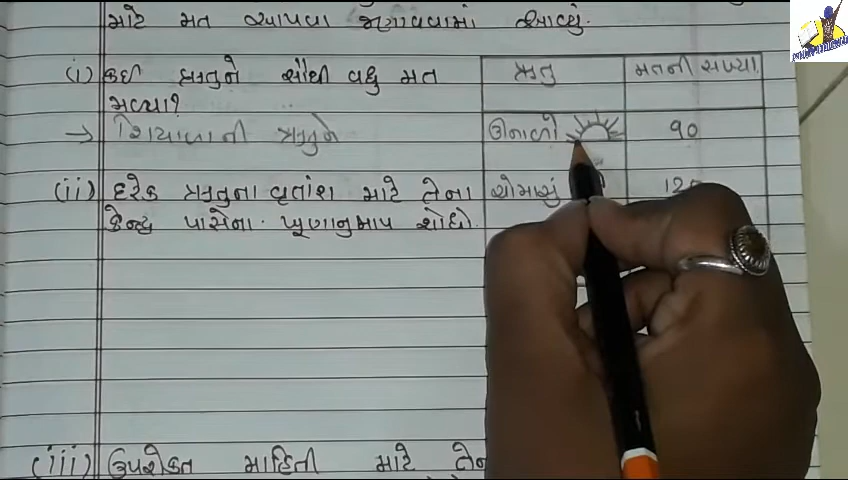 માટે મત આપવા જણાવવામાં આવ્યું.
(i) કઈ ઋતુને સૌથી વધુ મત
મળ્યા?
→ શિયાળાની ઋતુને
(ii) દરેક ઋતુના વૃતાંશ માટે તેના
કેન્દ્ર પાસેના ખૂણાનુમાપ શોધો.
ઋતુ મતની સંખ્યા
ઊનાળો 90
ચોમાસું
(iii) ઉપરોક્ત માહિતી માટે